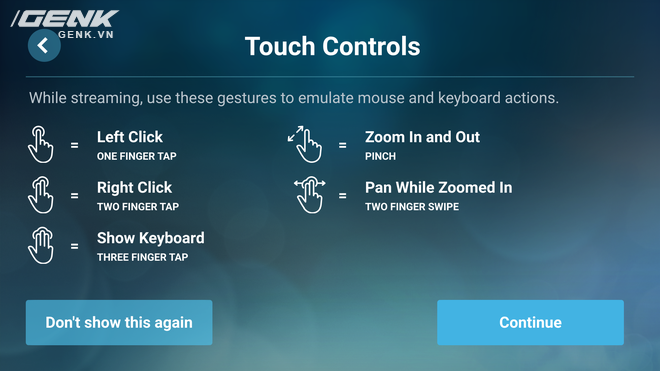 GENK
GENK.VN
Touch Controls
While streaming, use these gestures to emulate mouse and keyboard actions.
= Left Click
ONE FINGER TAP
= Right Click
TWO FINGER TAP
= Show Keyboard
THREE FINGER TAP
= Zoom In and Out
PINCH
= Pan While Zoomed In
TWO FINGER SWIPE
Don't show this again
Continue